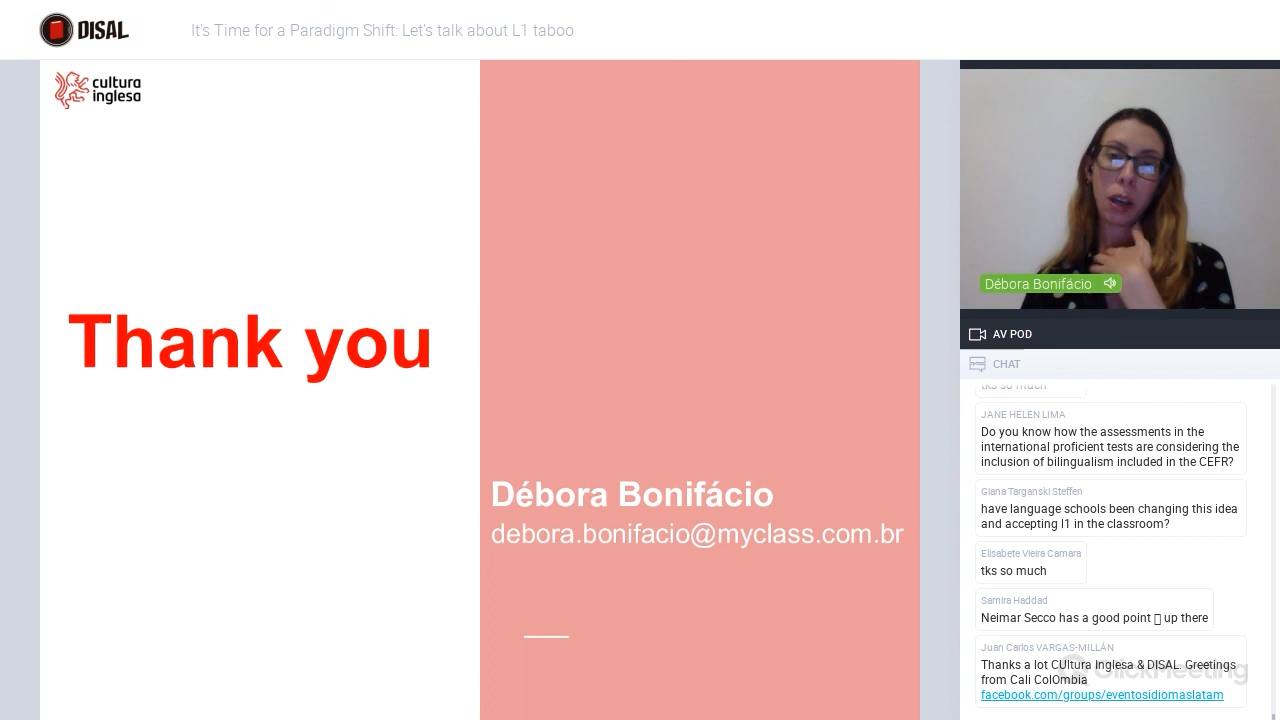 DISAL
It's Time for a Paradigm Shift: Let's talk about L1 taboo
cultura
inglesa
Thank you
Débora Bonifácio
debora.bonifacio@myclass.com.br
Débora Bonifácio
AV POD
CHAT
tks so much
JANE HELEN LIMA
Do you know how the assessments in the
international proficient tests are considering the
inclusion of bilingualism included in the CEFR?
Giana Targanski Steffen
have language schools been changing this idea
and accepting l1 in the classroom?
Elisabete Vieira Camara
tks so much
Samira Haddad
Neimar Secco has a good point up there
Juan Carlos VARGAS-MILLÁN
Thanks a lot CUltura Inglesa & DISAL. Greetings
from Cali ColOmbia
facebook.com/groups/eventosidiomaslatam
ClickMeeting